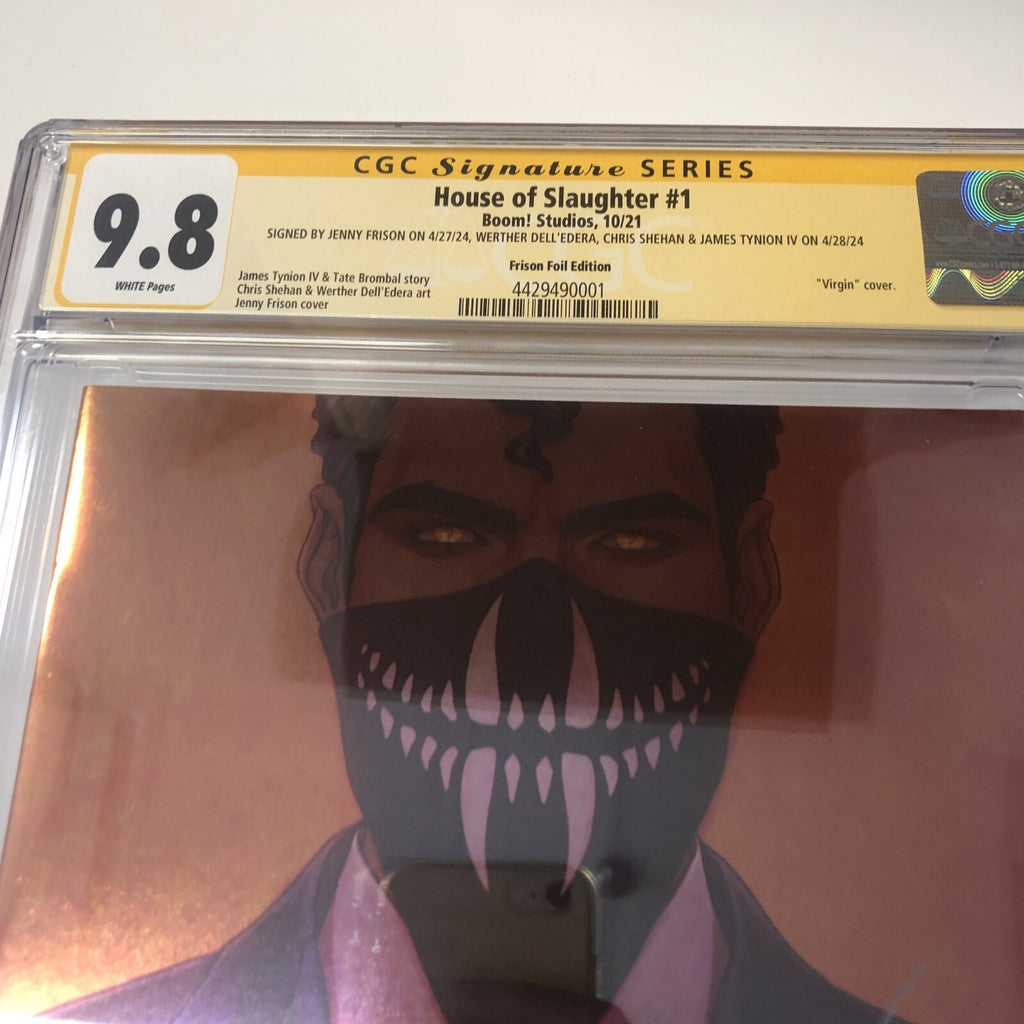 CGC Signature SERIES
9.8
WHITE Pages
House of Slaughter #1
Boom! Studios, 10/21
SIGNED BY JENNY FRISON ON 4/27/24, WERTHER DELL'EDERA, CHRIS SHEHAN & JAMES TYNION IV ON 4/28/24
Frison Foil Edition
James Tynion IV & Tate Brombal story
Chris Shehan & Werther Dell'Edera art
Jenny Frison cover
4429490001
"Virgin" cover.
CGC